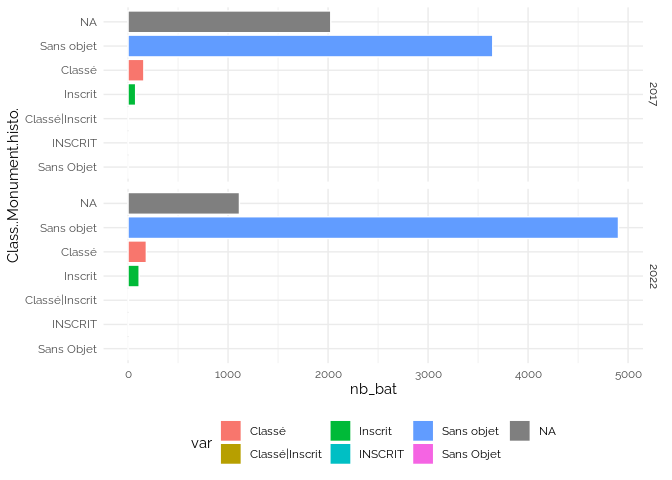 Class..Monument.histo.
NA
Sans objet
Classé
Inscrit
Classé|Inscrit
INSCRIT
Sans Objet
2017
NA
Sans objet
Classé
Inscrit
Classé|Inscrit
INSCRIT
Sans Objet
2022
0 1000 2000 3000 4000 5000
nb_bat
var
Classé Inscrit Sans objet NA
Classé|Inscrit INSCRIT Sans Objet